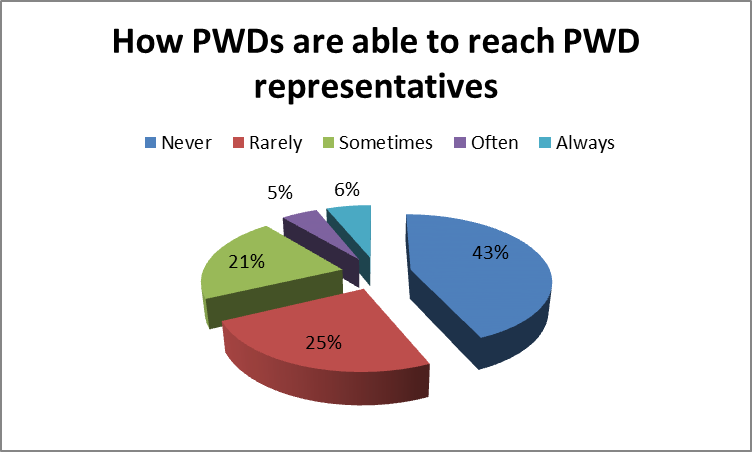 How PWDs are able to reach PWD
representatives
Never Rarely Sometimes Often Always
6%
5%
43%
21%
25%